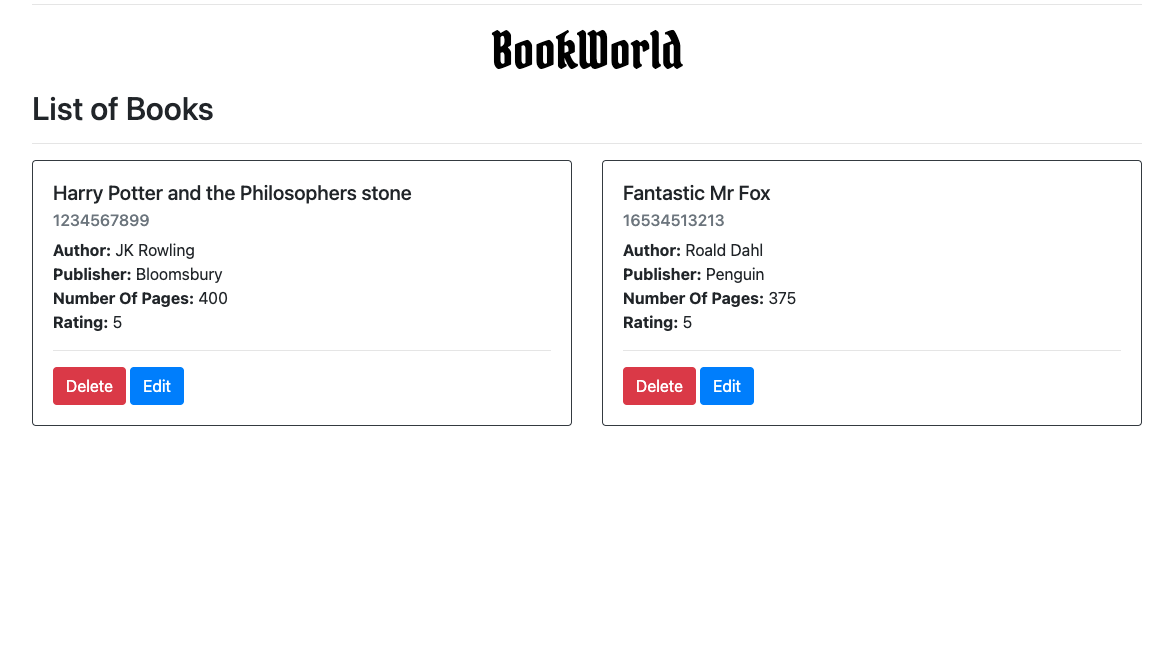 BookWorld
List of Books
Harry Potter and the Philosophers stone
1234567899
Author: JK Rowling
Publisher: Bloomsbury
Number Of Pages: 400
Rating: 5
Delete Edit
Fantastic Mr Fox
16534513213
Author: Roald Dahl
Publisher: Penguin
Number Of Pages: 375
Rating: 5
Delete Edit